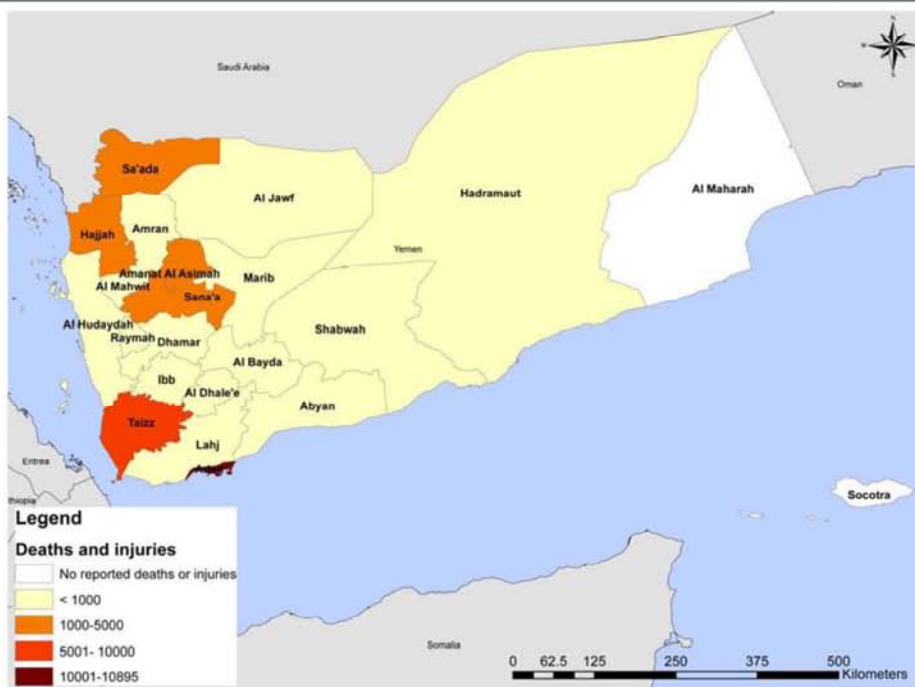 Saudi Arabia
Oman
Sa'ada
Al Jawf
Hadramaut
Al Maharah
Hajjah
Amran
Yemen
Amanat Al Asimah
Marib
Al Mahwit
Sana'a
Al Hudaydah
Shabwah
Raymah
Dhamar
Al Bayda
Ibb
Al Dhale'e
Abyan
Taizz
Lahj
Eritrea
Socotra
Legend
Deaths and injuries
No reported deaths or injuries
< 1000
1000-5000
5001- 10000
10001-10895
Somalia
0 62.5 125 250 375 500
Kilometers